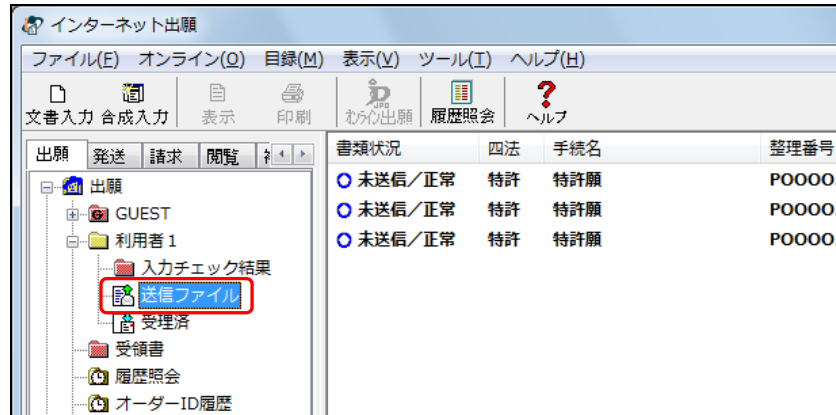 インターネット出願
ファイル(F) オンライン(O) 目録(M) 表示(V) ツール(T) ヘルプ(H)
文書入力 合成入力 表示 印刷 オンライン出願 履歴照会 ヘルプ
出願 発送 請求 閲覧
書類状況 四法 手続名 整理番号
出願
GUEST
利用者1
入力チェック結果
送信ファイル
受理済
受領書
履歴照会
オーダーID履歴
未送信／正常 特許 特許願 POOOO
未送信／正常 特許 特許願 POOOO
未送信／正常 特許 特許願 POOOO